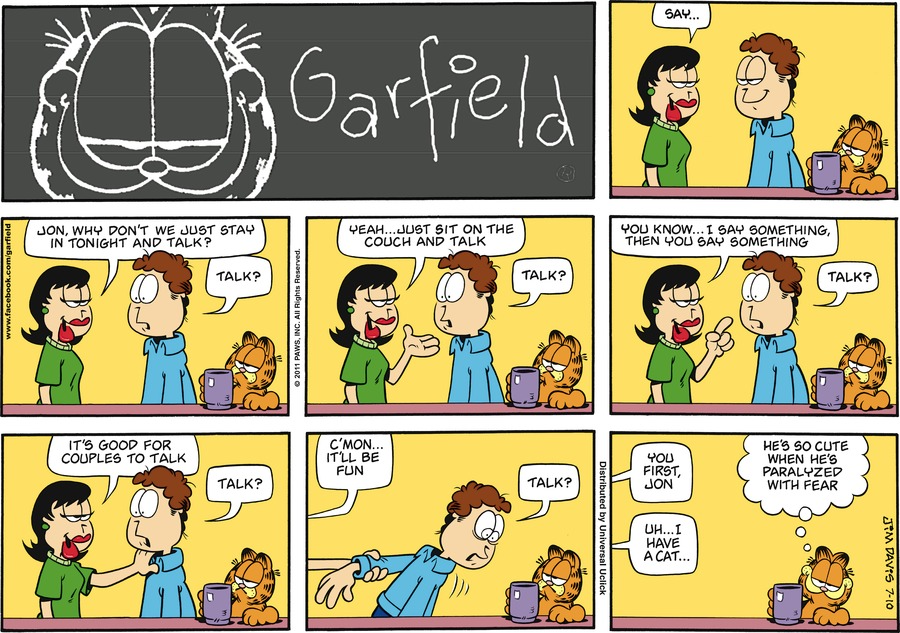 Garfield
SAY...
www.facebook.com/garfield
JON, WHY DON'T WE JUST STAY
IN TONIGHT AND TALK?
TALK?
© 2011 PAWS, INC. All Rights Reserved.
YEAH...JUST SIT ON THE
COUCH AND TALK
TALK?
YOU KNOW...I SAY SOMETHING,
THEN YOU SAY SOMETHING
TALK?
IT'S GOOD FOR
COUPLES TO TALK
TALK?
C'MON...
IT'LL BE
FUN
TALK?
Distributed by Universal Uclick
YOU
FIRST,
JON
UH...I
HAVE
A CAT...
HE'S SO CUTE
WHEN HE'S
PARALYZED
WITH FEAR
JIM DAVIS 7-10